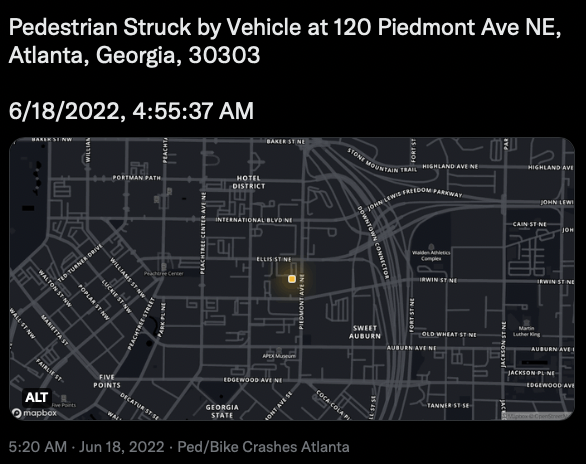 Pedestrian Struck by Vehicle at 120 Piedmont Ave NE,
Atlanta, Georgia, 30303
6/18/2022, 4:55:37 AM
BAKER ST NW
BAKER ST NE
STONE MOUNTAIN TRAIL
HIGHLAND AVE NE
HIGHLAND AVE
PORTMAN PATH
HOTEL
DISTRICT
JOHN LEWIS FREEDOM PARKWAY
JOHN LEWI
PEACHTREE CENTER AVE NE
INTERNATIONAL BLVD NE
DOWNTOWN CONNECTOR
CAIN ST NE
TED TURNER DRIVE
WILLIAMS ST NW
ELLIS ST NE
Walden Athletics
Complex
Peachtree Center
WALTON ST NW
POPLAR ST NW
LUCKIE ST NW
PIEDMONT AVE NE
IRWIN ST NE
IRWIN ST NE
WALL ST NW
MARIETTA ST
PEACHTREE STREET
PARK PL NE
FORT ST NE
SWEET
AUBURN
OLD WHEAT ST NE
JACKSON ST NE
Martin
Luther King
AUBURN AVE NE
AUBURN AVE
APEX Museum
FAIRLIE ST
FIVE
POINTS
EDGEWOOD AVE NE
JACKSON PL NE
EDGEWOOD AVE
ALT
Five Points
DECATUR ST SE
GEORGIA
STATE
COCA-COLA PL
TANNER ST SE
mapbox
5:20 AM · Jun 18, 2022 · Ped/Bike Crashes Atlanta